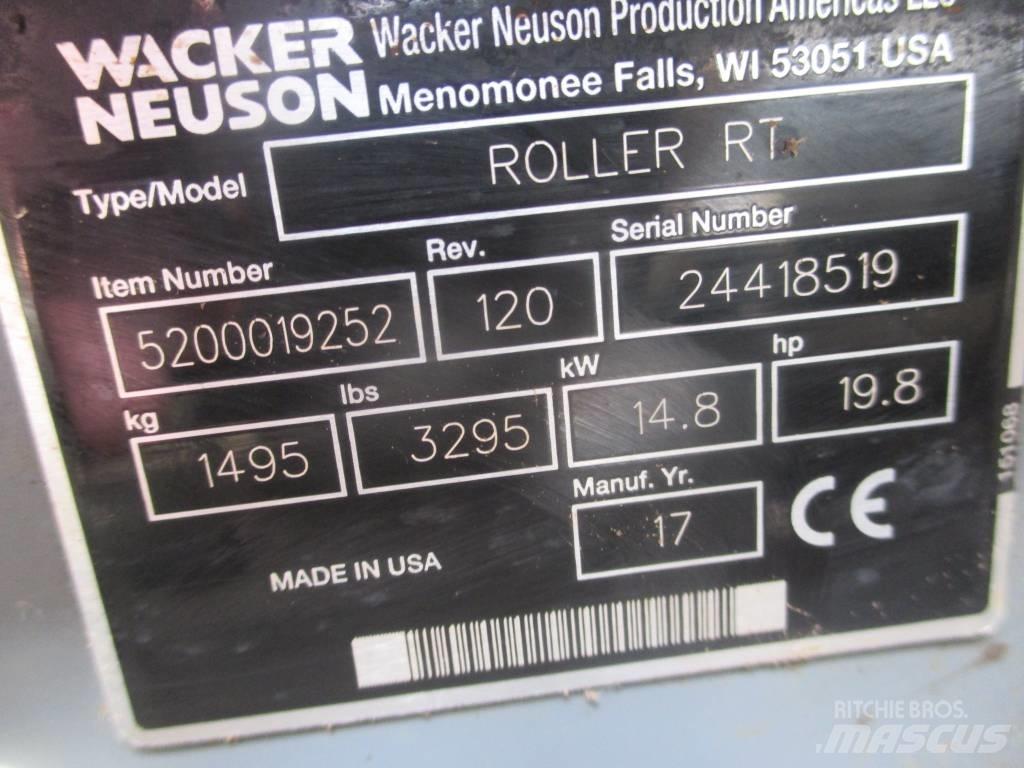 WACKER NEUSON
Wacker Neuson Production Americas LLC
Menomonee Falls, WI 53051 USA
Type/Model
ROLLER RT
Item Number
5200019252
Rev.
120
Serial Number
24418519
kg
1495
lbs
3295
kW
14.8
hp
19.8
Manuf. Yr.
17
CE
MADE IN USA
RITCHIE BROS.
MASCUS